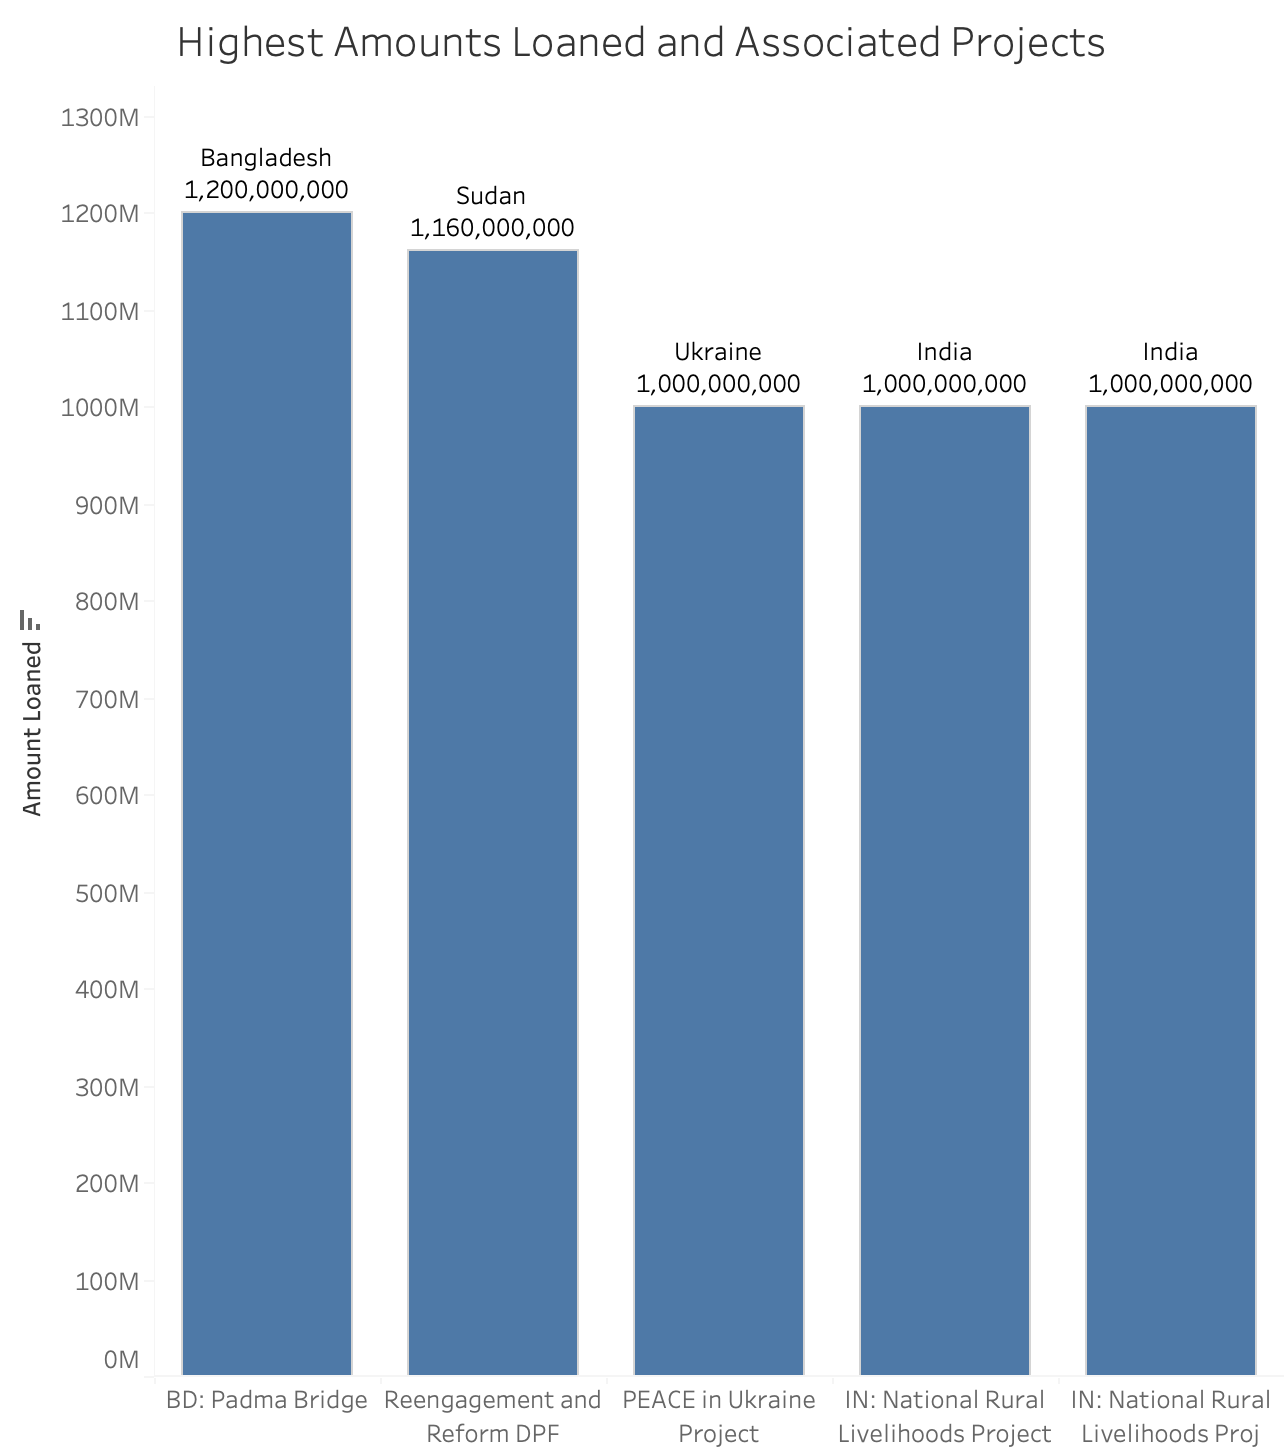 Highest Amounts Loaned and Associated Projects
1300M
1200M
1100M
1000M
900M
800M
700M
600M
500M
400M
300M
200M
100M
0M
Amount Loaned
Bangladesh
1,200,000,000
Sudan
1,160,000,000
Ukraine
1,000,000,000
India
1,000,000,000
India
1,000,000,000
BD: Padma Bridge
Reengagement and
Reform DPF
PEACE in Ukraine
Project
IN: National Rural
Livelihoods Project
IN: National Rural
Livelihoods Proj